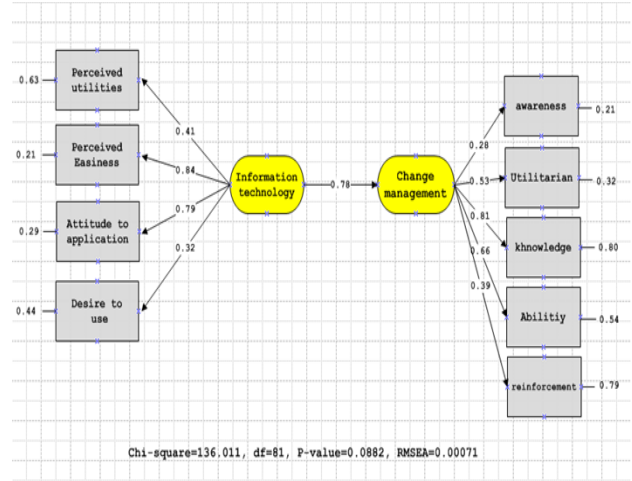 Perceived
utilities
0.63
Perceived
Easiness
0.21
Attitude to
application
0.29
Desire to
use
0.44
0.41
0.84
0.79
0.32
Information
technology
0.78
Change
management
0.28
0.53
0.81
0.66
0.39
awareness
0.21
Utilitarian
0.32
khnowledge
0.80
Abilitiy
0.54
reinforcement
0.79
Chi-square=136.011, df=81, P-value=0.0882, RMSEA=0.00071